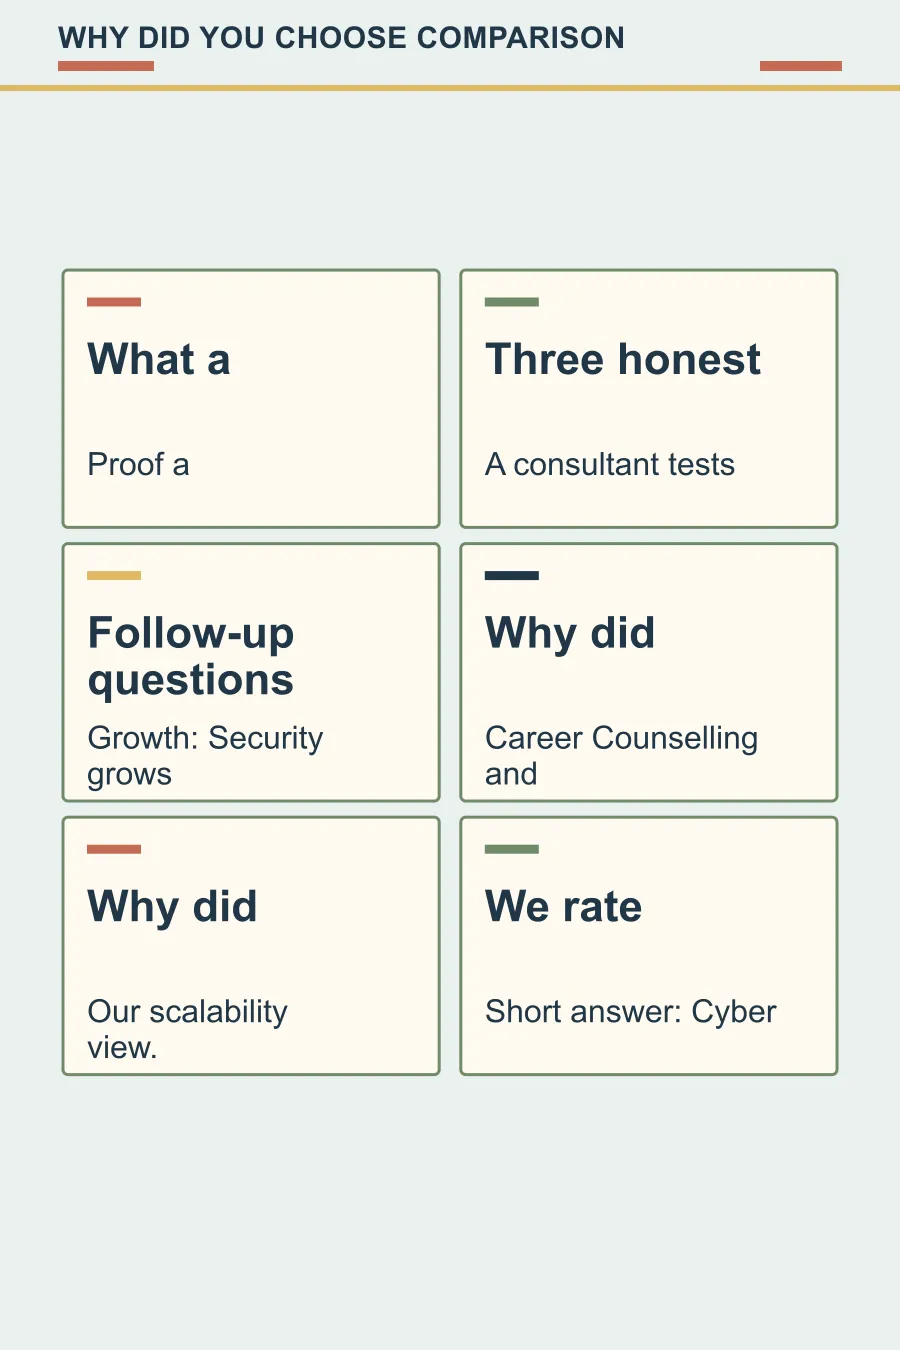 WHY DID YOU CHOOSE COMPARISON
What a
Proof a
Three honest
A consultant tests
Follow-up
questions
Growth: Security
grows
Why did
Career Counselling
and
Why did
Our scalability
view.
We rate
Short answer: Cyber